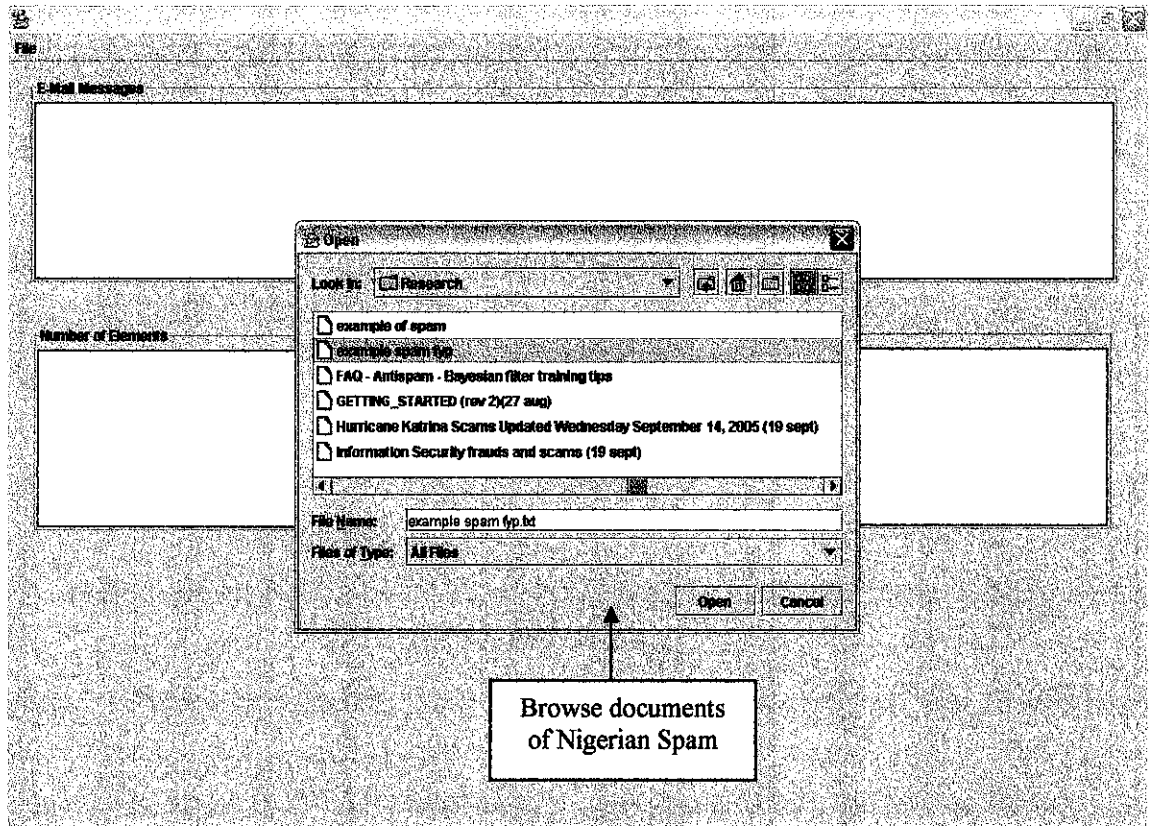 File
E-Mail Messages
Open
Look In: Research
example of spam
example spam fyp
FAQ - Antispam - Bayesian filter training tips
GETTING_STARTED (rev 2)(27 aug)
Hurricane Katrina Scams Updated Wednesday September 14, 2005 (19 sept)
Information Security frauds and scams (19 sept)
Number of Elements
File Name: example spam fyp.txt
Files of Type: All Files
Open Cancel
Browse documents
of Nigerian Spam